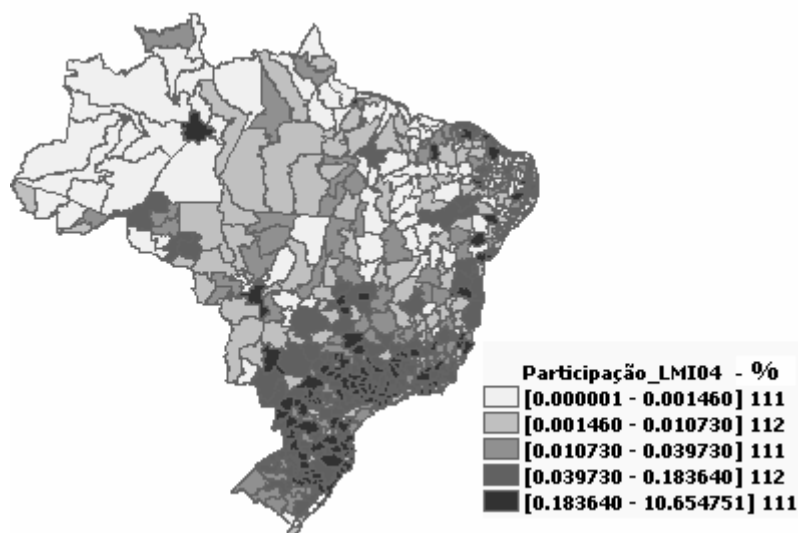 Participação_LMI04 - %
[0.000001 - 0.001460] 111
[0.001460 - 0.010730] 112
[0.010730 - 0.039730] 111
[0.039730 - 0.183640] 112
[0.183640 - 10.654751] 111